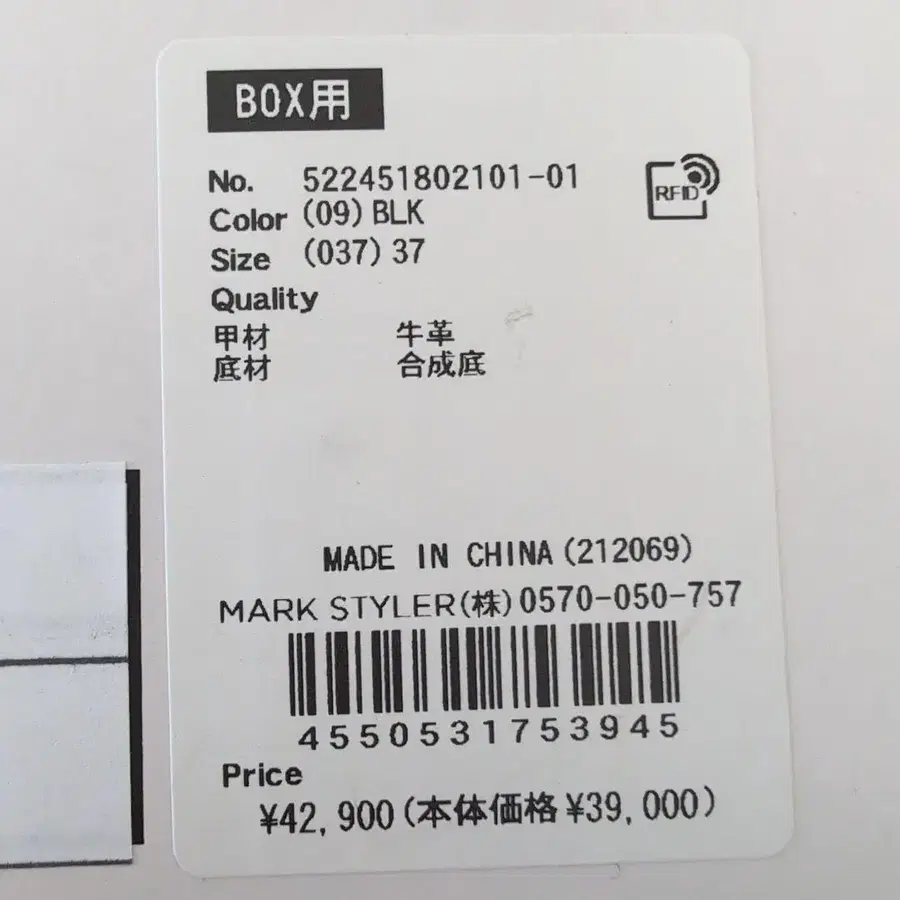 BOX用
No. 522451802101-01
RFID
Color (09) BLK
Size (037) 37
Quality
甲材 牛革
底材 合成底
MADE IN CHINA (212069)
MARK STYLER(株) 0570-050-757
4550531753945
Price
¥42,900(本体価格¥39,000)